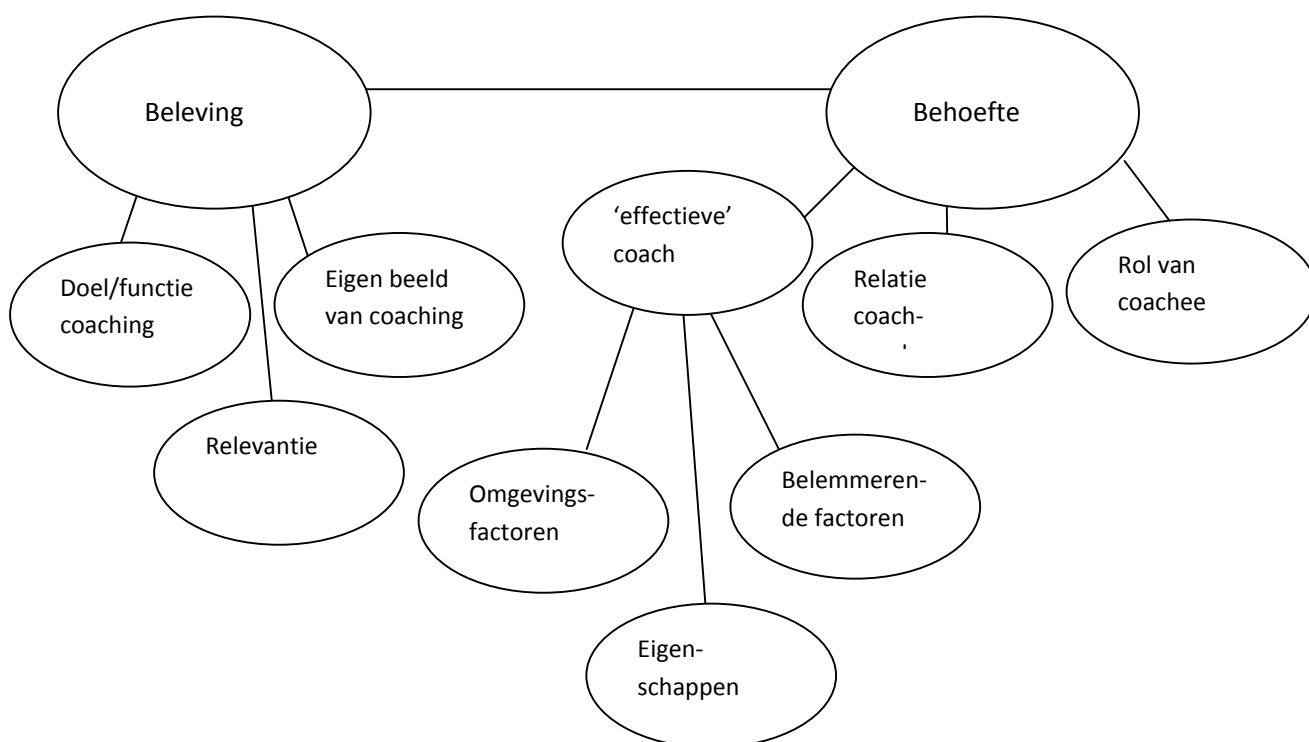 Beleving
Behoefte
‘effectieve’
coach
Doel/functie
coaching
Eigen beeld
van coaching
Relatie
coach-
Rol van
coachee
Relevantie
Omgevings-
factoren
Belemmeren-
de factoren
Eigen-
schappen